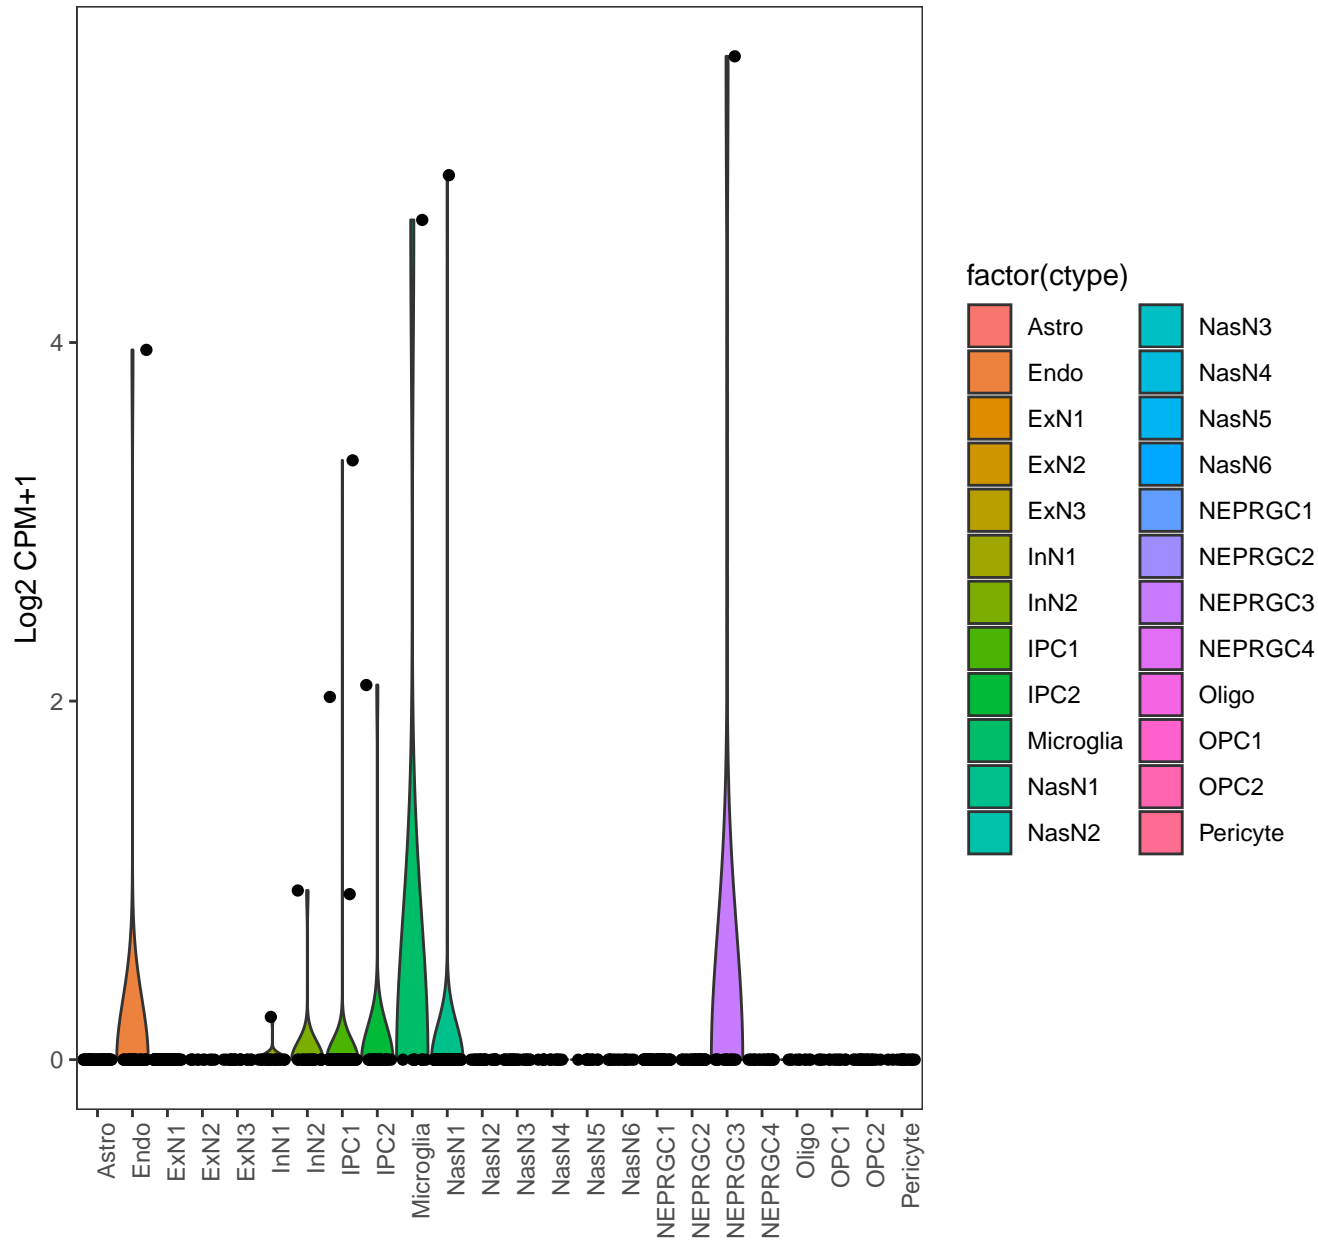 Log2 CPM+1
4
2
0
Astro
Endo
ExN1
ExN2
ExN3
InN1
InN2
IPC1
IPC2
Microglia
NasN1
NasN2
NasN3
NasN4
NasN5
NasN6
NEPRGC1
NEPRGC2
NEPRGC3
NEPRGC4
Oligo
OPC1
OPC2
Pericyte
factor(ctype)
Astro
Endo
ExN1
ExN2
ExN3
InN1
InN2
IPC1
IPC2
Microglia
NasN1
NasN2
NasN3
NasN4
NasN5
NasN6
NEPRGC1
NEPRGC2
NEPRGC3
NEPRGC4
Oligo
OPC1
OPC2
Pericyte